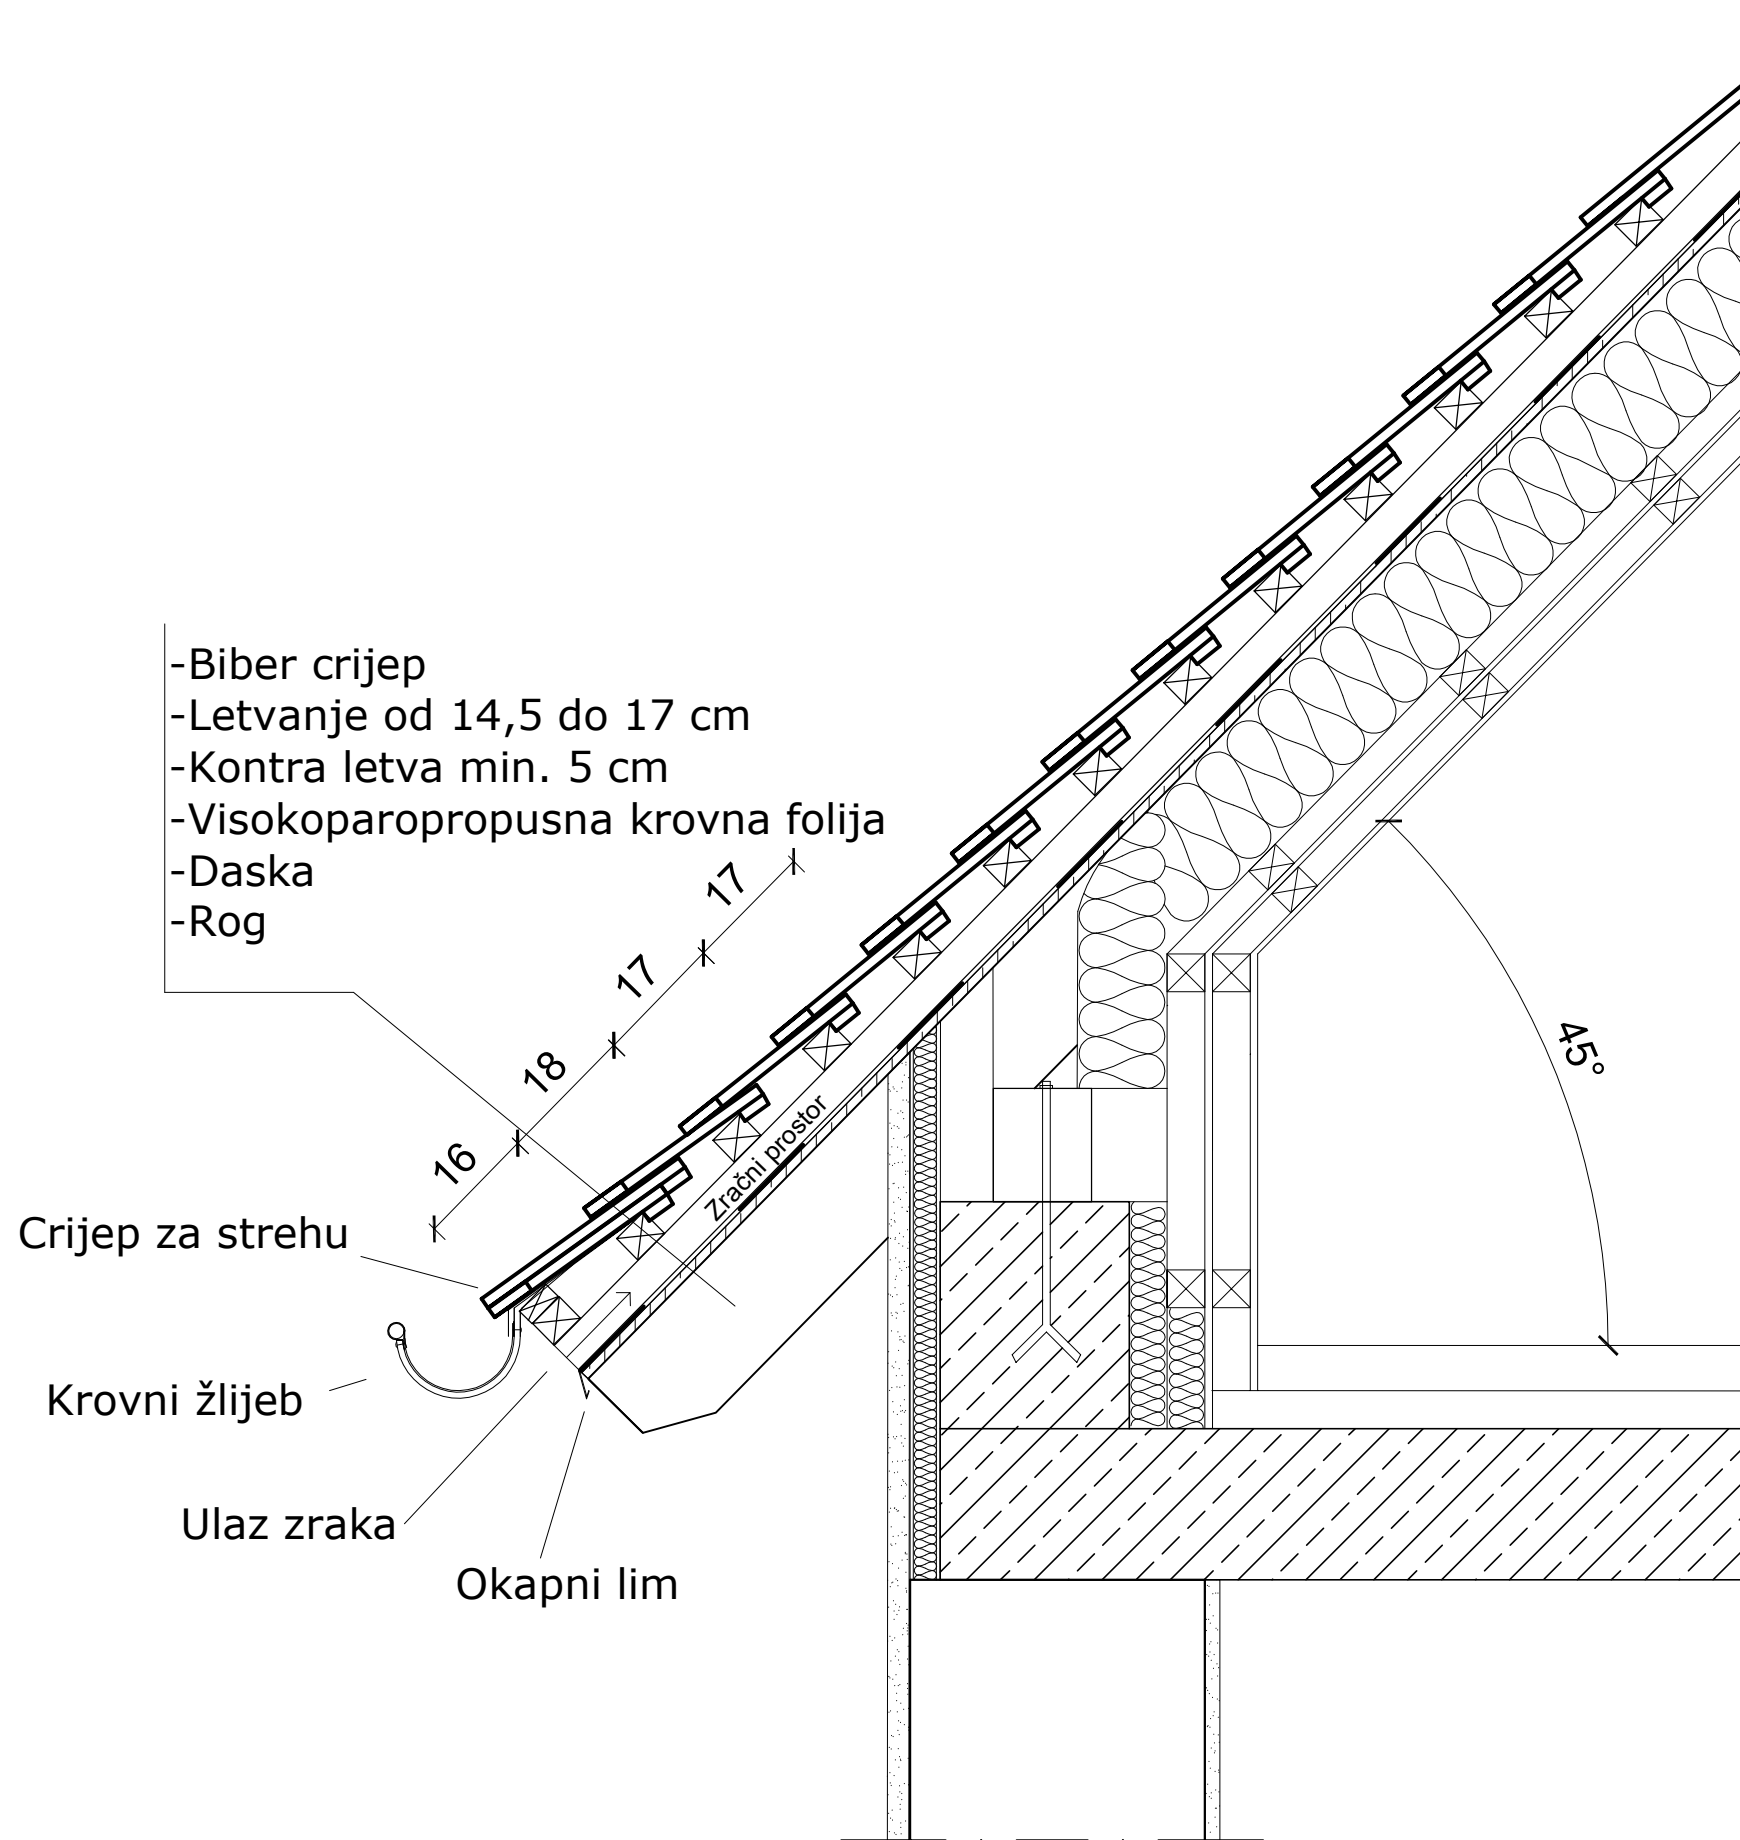 -Biber crijep
-Letvanje od 14,5 do 17 cm
-Kontra letva min. 5 cm
-Visokoparopropusna krovna folija
-Daska
-Rog
17
17
18
16
45°
Zračni prostor
Crijep za strehu
Krovni žlijeb
Ulaz zraka
Okapni lim